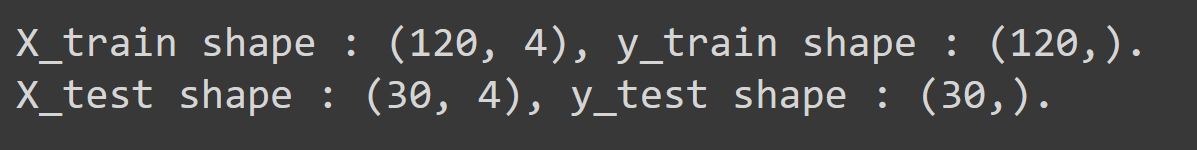 X_train shape : (120, 4), y_train shape : (120,).
X_test shape : (30, 4), y_test shape : (30,).